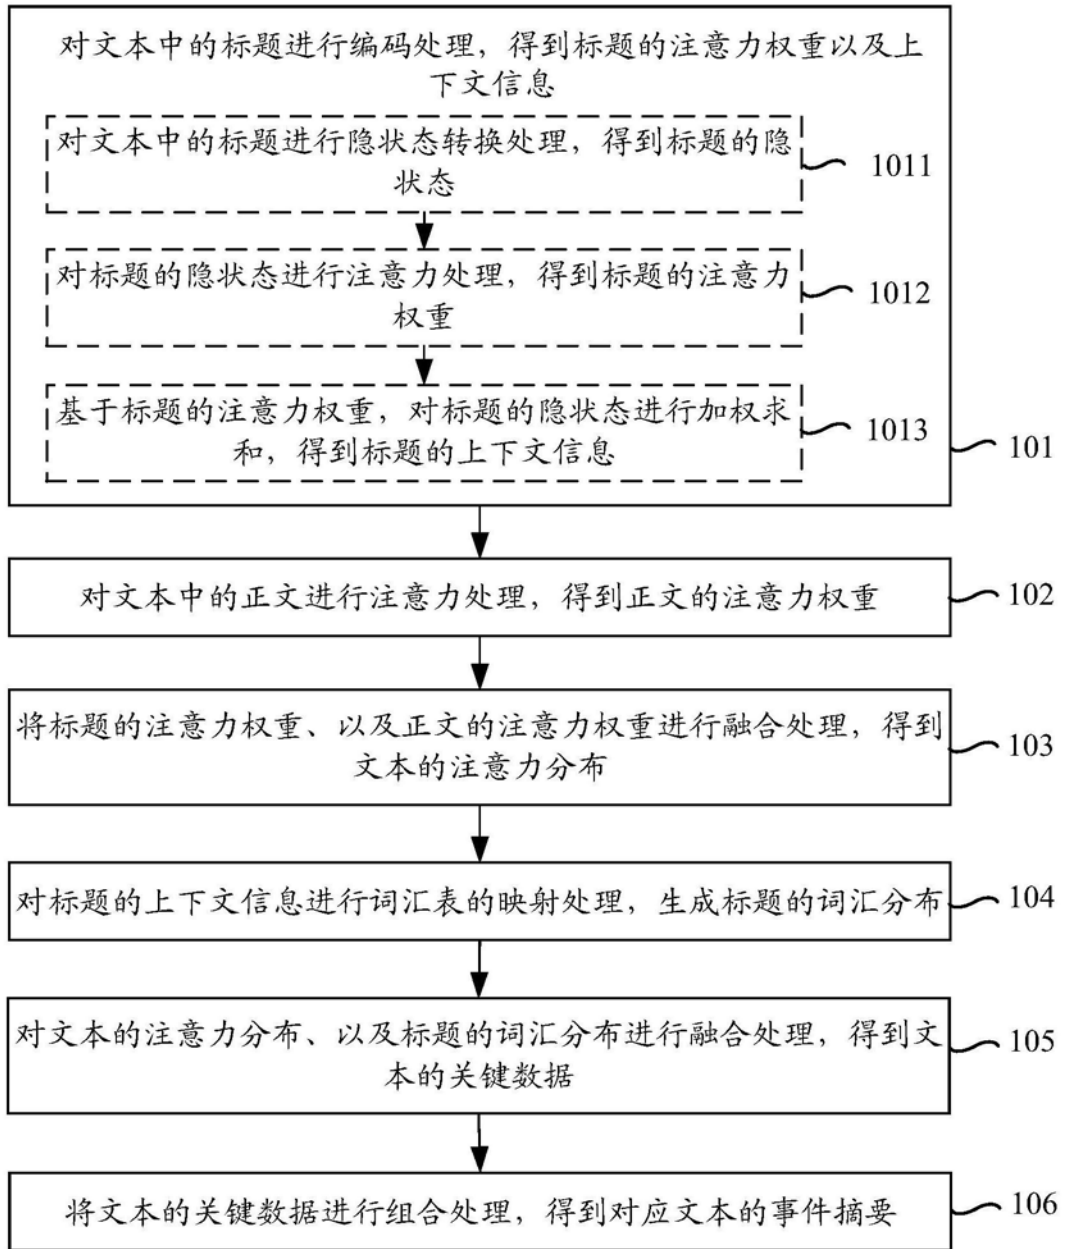 对文本中的标题进行编码处理，得到标题的注意力权重以及上
下文信息
对文本中的标题进行隐状态转换处理，得到标题的隐
状态
1011
对标题的隐状态进行注意力处理，得到标题的注意力
权重
1012
基于标题的注意力权重，对标题的隐状态进行加权求
和，得到标题的上下文信息
1013
101
对文本中的正文进行注意力处理，得到正文的注意力权重
102
将标题的注意力权重、以及正文的注意力权重进行融合处理，得到
文本的注意力分布
103
对标题的上下文信息进行词汇表的映射处理，生成标题的词汇分布
104
对文本的注意力分布、以及标题的词汇分布进行融合处理，得到文
本的关键数据
105
将文本的关键数据进行组合处理，得到对应文本的事件摘要
106